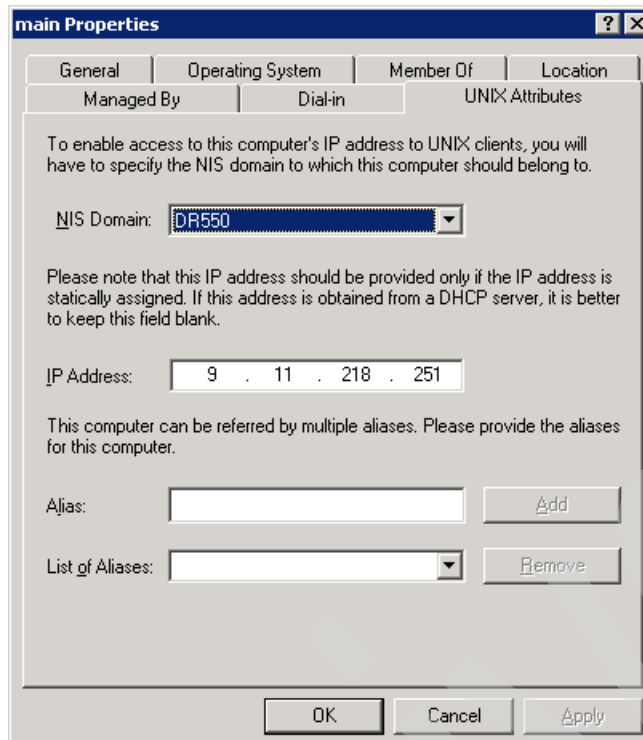 main Properties
General Operating System Member Of Location
Managed By Dial-in UNIX Attributes
To enable access to this computer's IP address to UNIX clients, you will
have to specify the NIS domain to which this computer should belong to.
NIS Domain: DR550
Please note that this IP address should be provided only if the IP address is
statically assigned. If this address is obtained from a DHCP server, it is better
to keep this field blank.
IP Address: 9 . 11 . 218 . 251
This computer can be referred by multiple aliases. Please provide the aliases
for this computer.
Alias: Add
List of Aliases: Remove
OK Cancel Apply